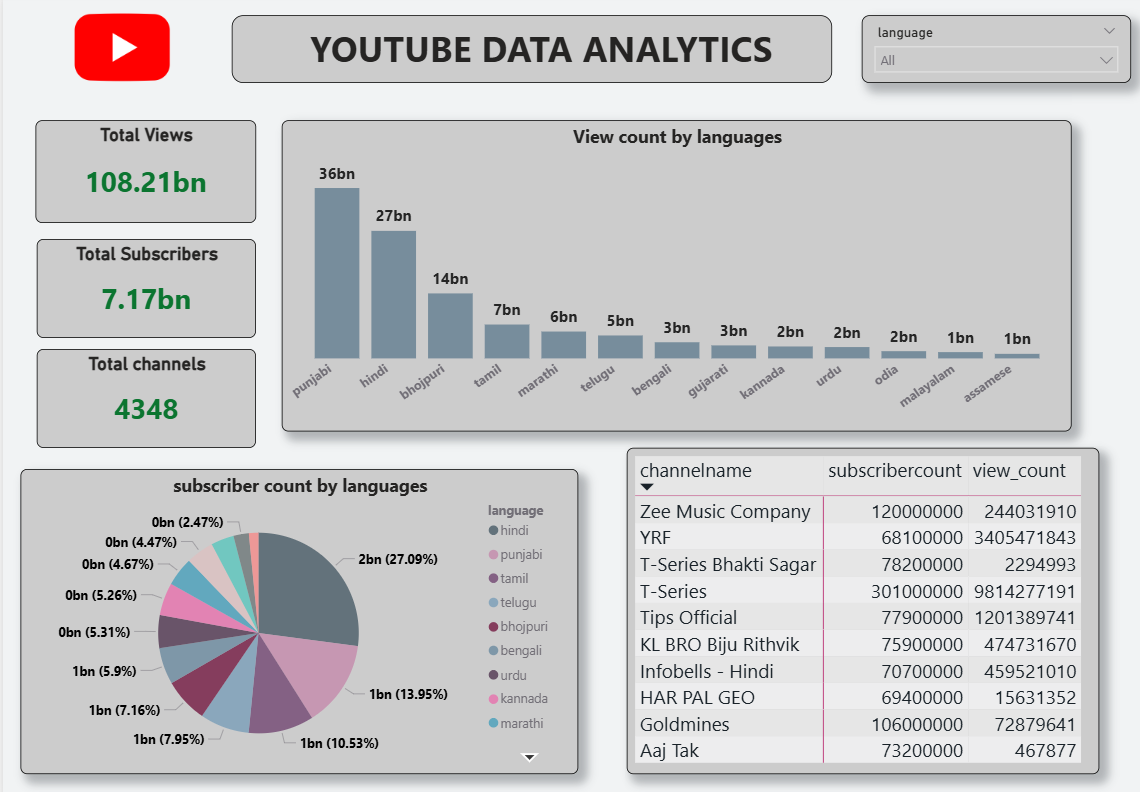 YOUTUBE DATA ANALYTICS
language
All
Total Views
108.21bn
Total Subscribers
7.17bn
Total channels
4348
View count by languages
36bn
27bn
14bn
7bn
6bn
5bn
3bn
3bn
2bn
2bn
2bn
1bn
1bn
punjabi
hindi
bhojpuri
tamil
marathi
telugu
bengali
gujarati
kannada
urdu
odia
malayalam
assamese
subscriber count by languages
2bn (27.09%)
1bn (13.95%)
1bn (10.53%)
1bn (7.95%)
1bn (7.16%)
1bn (5.9%)
0bn (5.31%)
0bn (5.26%)
0bn (4.67%)
0bn (4.47%)
0bn (2.47%)
language
hindi
punjabi
tamil
telugu
bhojpuri
bengali
urdu
kannada
marathi
channelname subscribercount view_count
Zee Music Company 120000000 244031910
YRF 68100000 3405471843
T-Series Bhakti Sagar 78200000 2294993
T-Series 301000000 9814277191
Tips Official 77900000 1201389741
KL BRO Biju Rithvik 75900000 474731670
Infobells - Hindi 70700000 459521010
HAR PAL GEO 69400000 15631352
Goldmines 106000000 72879641
Aaj Tak 73200000 467877